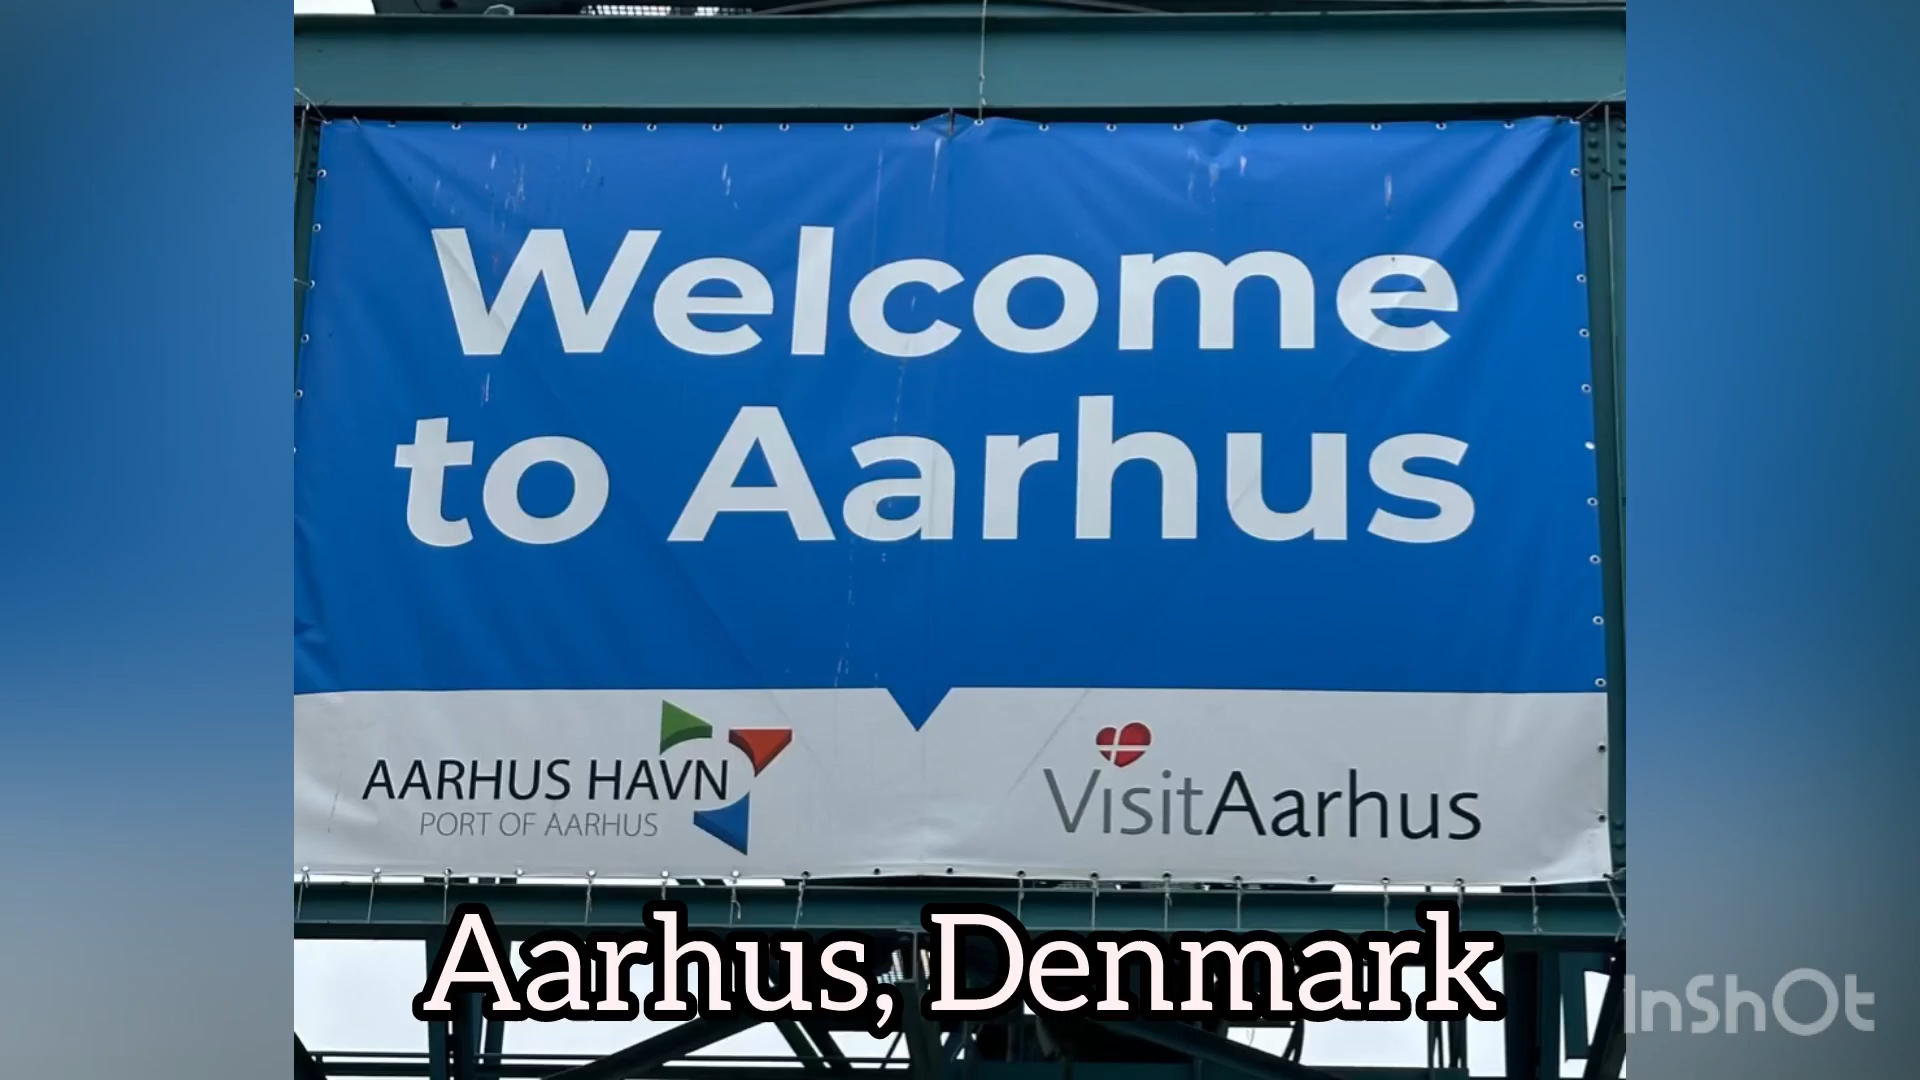 Welcome
to Aarhus
AARHUS HAVN
PORT OF AARHUS
VisitAarhus
Aarhus, Denmark
InShOt